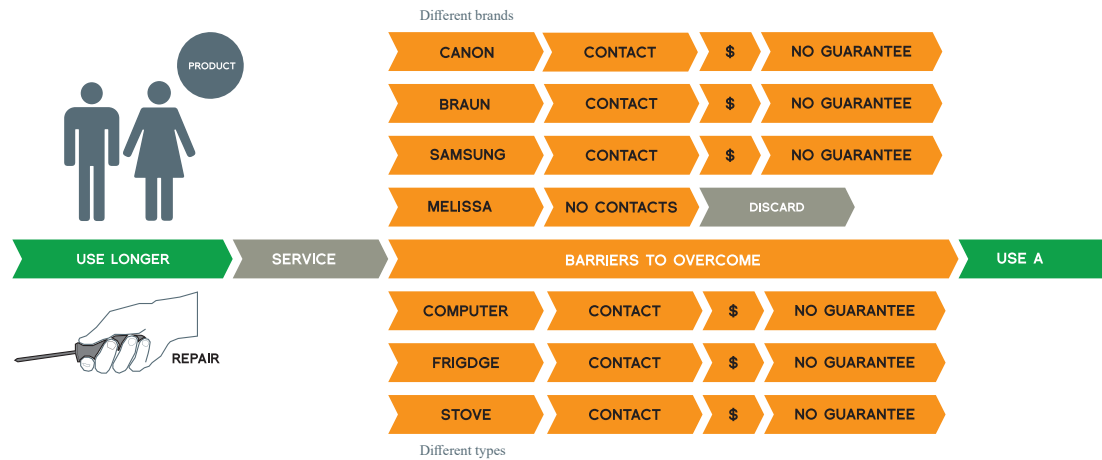 Different brands
PRODUCT
CANON CONTACT $ NO GUARANTEE
BRAUN CONTACT $ NO GUARANTEE
SAMSUNG CONTACT $ NO GUARANTEE
MELISSA NO CONTACTS DISCARD
USE LONGER SERVICE BARRIERS TO OVERCOME USE A
COMPUTER CONTACT $ NO GUARANTEE
REPAIR
FRIGDGE CONTACT $ NO GUARANTEE
STOVE CONTACT $ NO GUARANTEE
Different types